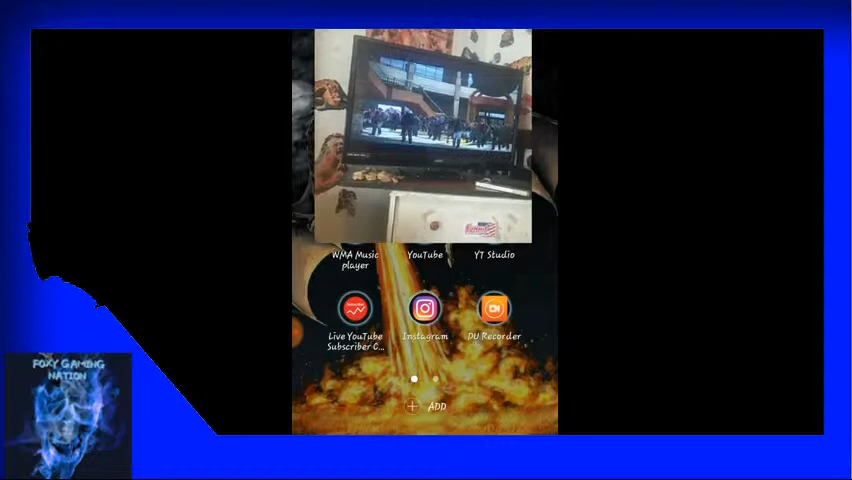 WMA Music
player
YouTube
YT Studio
Live YouTube
Subscriber C...
Instagram
DU Recorder
ADD
FOXY GAMING
NATION